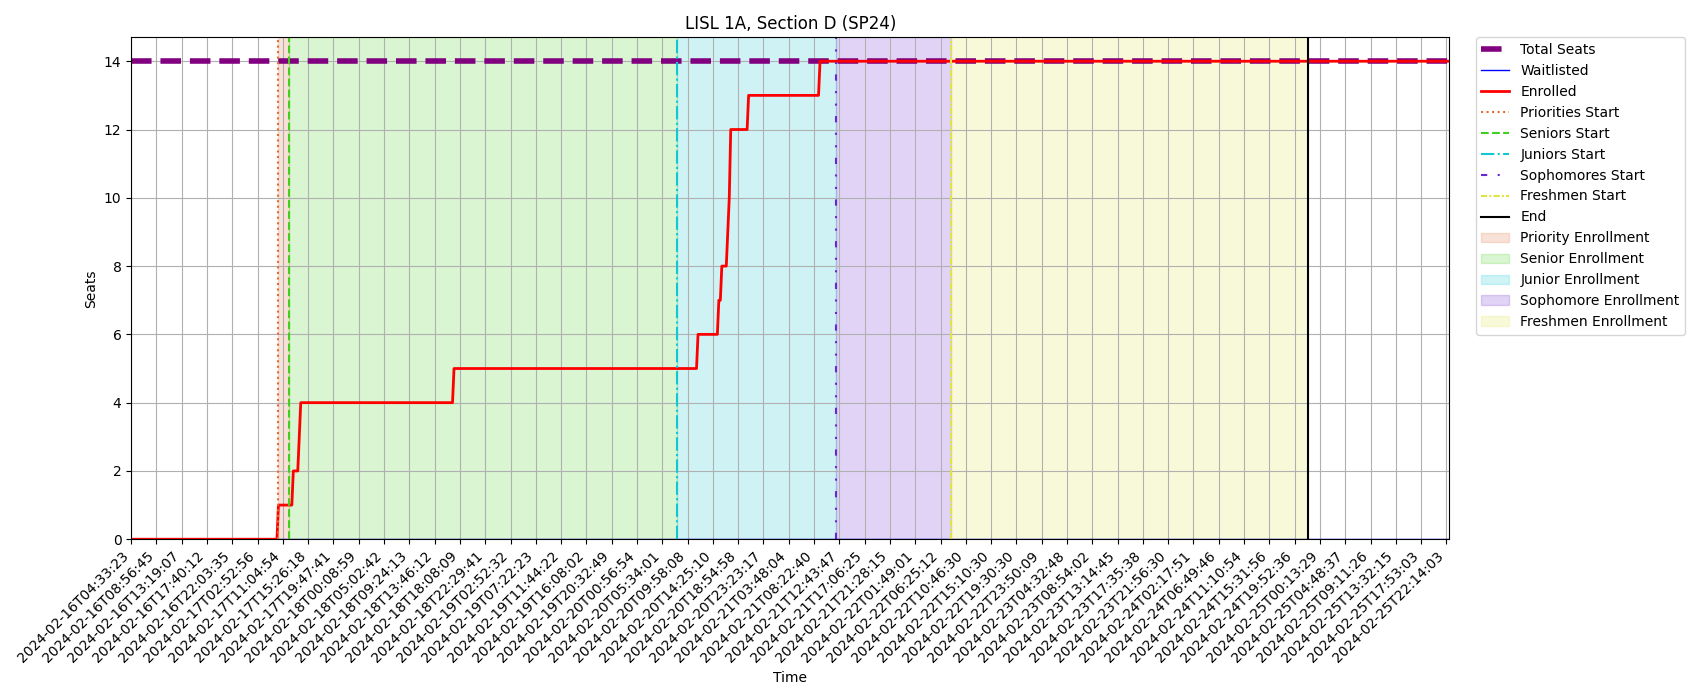 LISL 1A, Section D (SP24)
Seats
14
12
10
8
6
4
2
0
2024-02-16T04:33:23
2024-02-16T08:56:45
2024-02-16T13:19:07
2024-02-16T17:40:12
2024-02-16T22:03:35
2024-02-17T02:52:56
2024-02-17T11:04:54
2024-02-17T15:26:18
2024-02-17T19:47:41
2024-02-18T00:08:59
2024-02-18T05:02:42
2024-02-18T09:24:13
2024-02-18T13:46:12
2024-02-18T18:08:09
2024-02-18T22:29:41
2024-02-19T02:52:32
2024-02-19T07:22:23
2024-02-19T11:44:22
2024-02-19T16:08:02
2024-02-19T20:32:49
2024-02-20T00:56:54
2024-02-20T05:34:01
2024-02-20T09:58:08
2024-02-20T14:25:10
2024-02-20T18:54:58
2024-02-20T23:23:17
2024-02-21T03:48:04
2024-02-21T08:22:40
2024-02-21T12:43:47
2024-02-21T17:06:25
2024-02-21T21:28:15
2024-02-22T01:49:01
2024-02-22T06:25:12
2024-02-22T10:46:30
2024-02-22T15:10:30
2024-02-22T19:30:30
2024-02-22T23:50:09
2024-02-23T04:32:48
2024-02-23T08:54:02
2024-02-23T13:14:45
2024-02-23T17:35:38
2024-02-23T21:56:30
2024-02-24T02:17:51
2024-02-24T06:49:46
2024-02-24T11:10:54
2024-02-24T15:31:56
2024-02-24T19:52:36
2024-02-25T00:13:29
2024-02-25T04:48:37
2024-02-25T09:11:26
2024-02-25T13:32:15
2024-02-25T17:53:03
2024-02-25T22:14:03
Time
Total Seats
Waitlisted
Enrolled
Priorities Start
Seniors Start
Juniors Start
Sophomores Start
Freshmen Start
End
Priority Enrollment
Senior Enrollment
Junior Enrollment
Sophomore Enrollment
Freshmen Enrollment